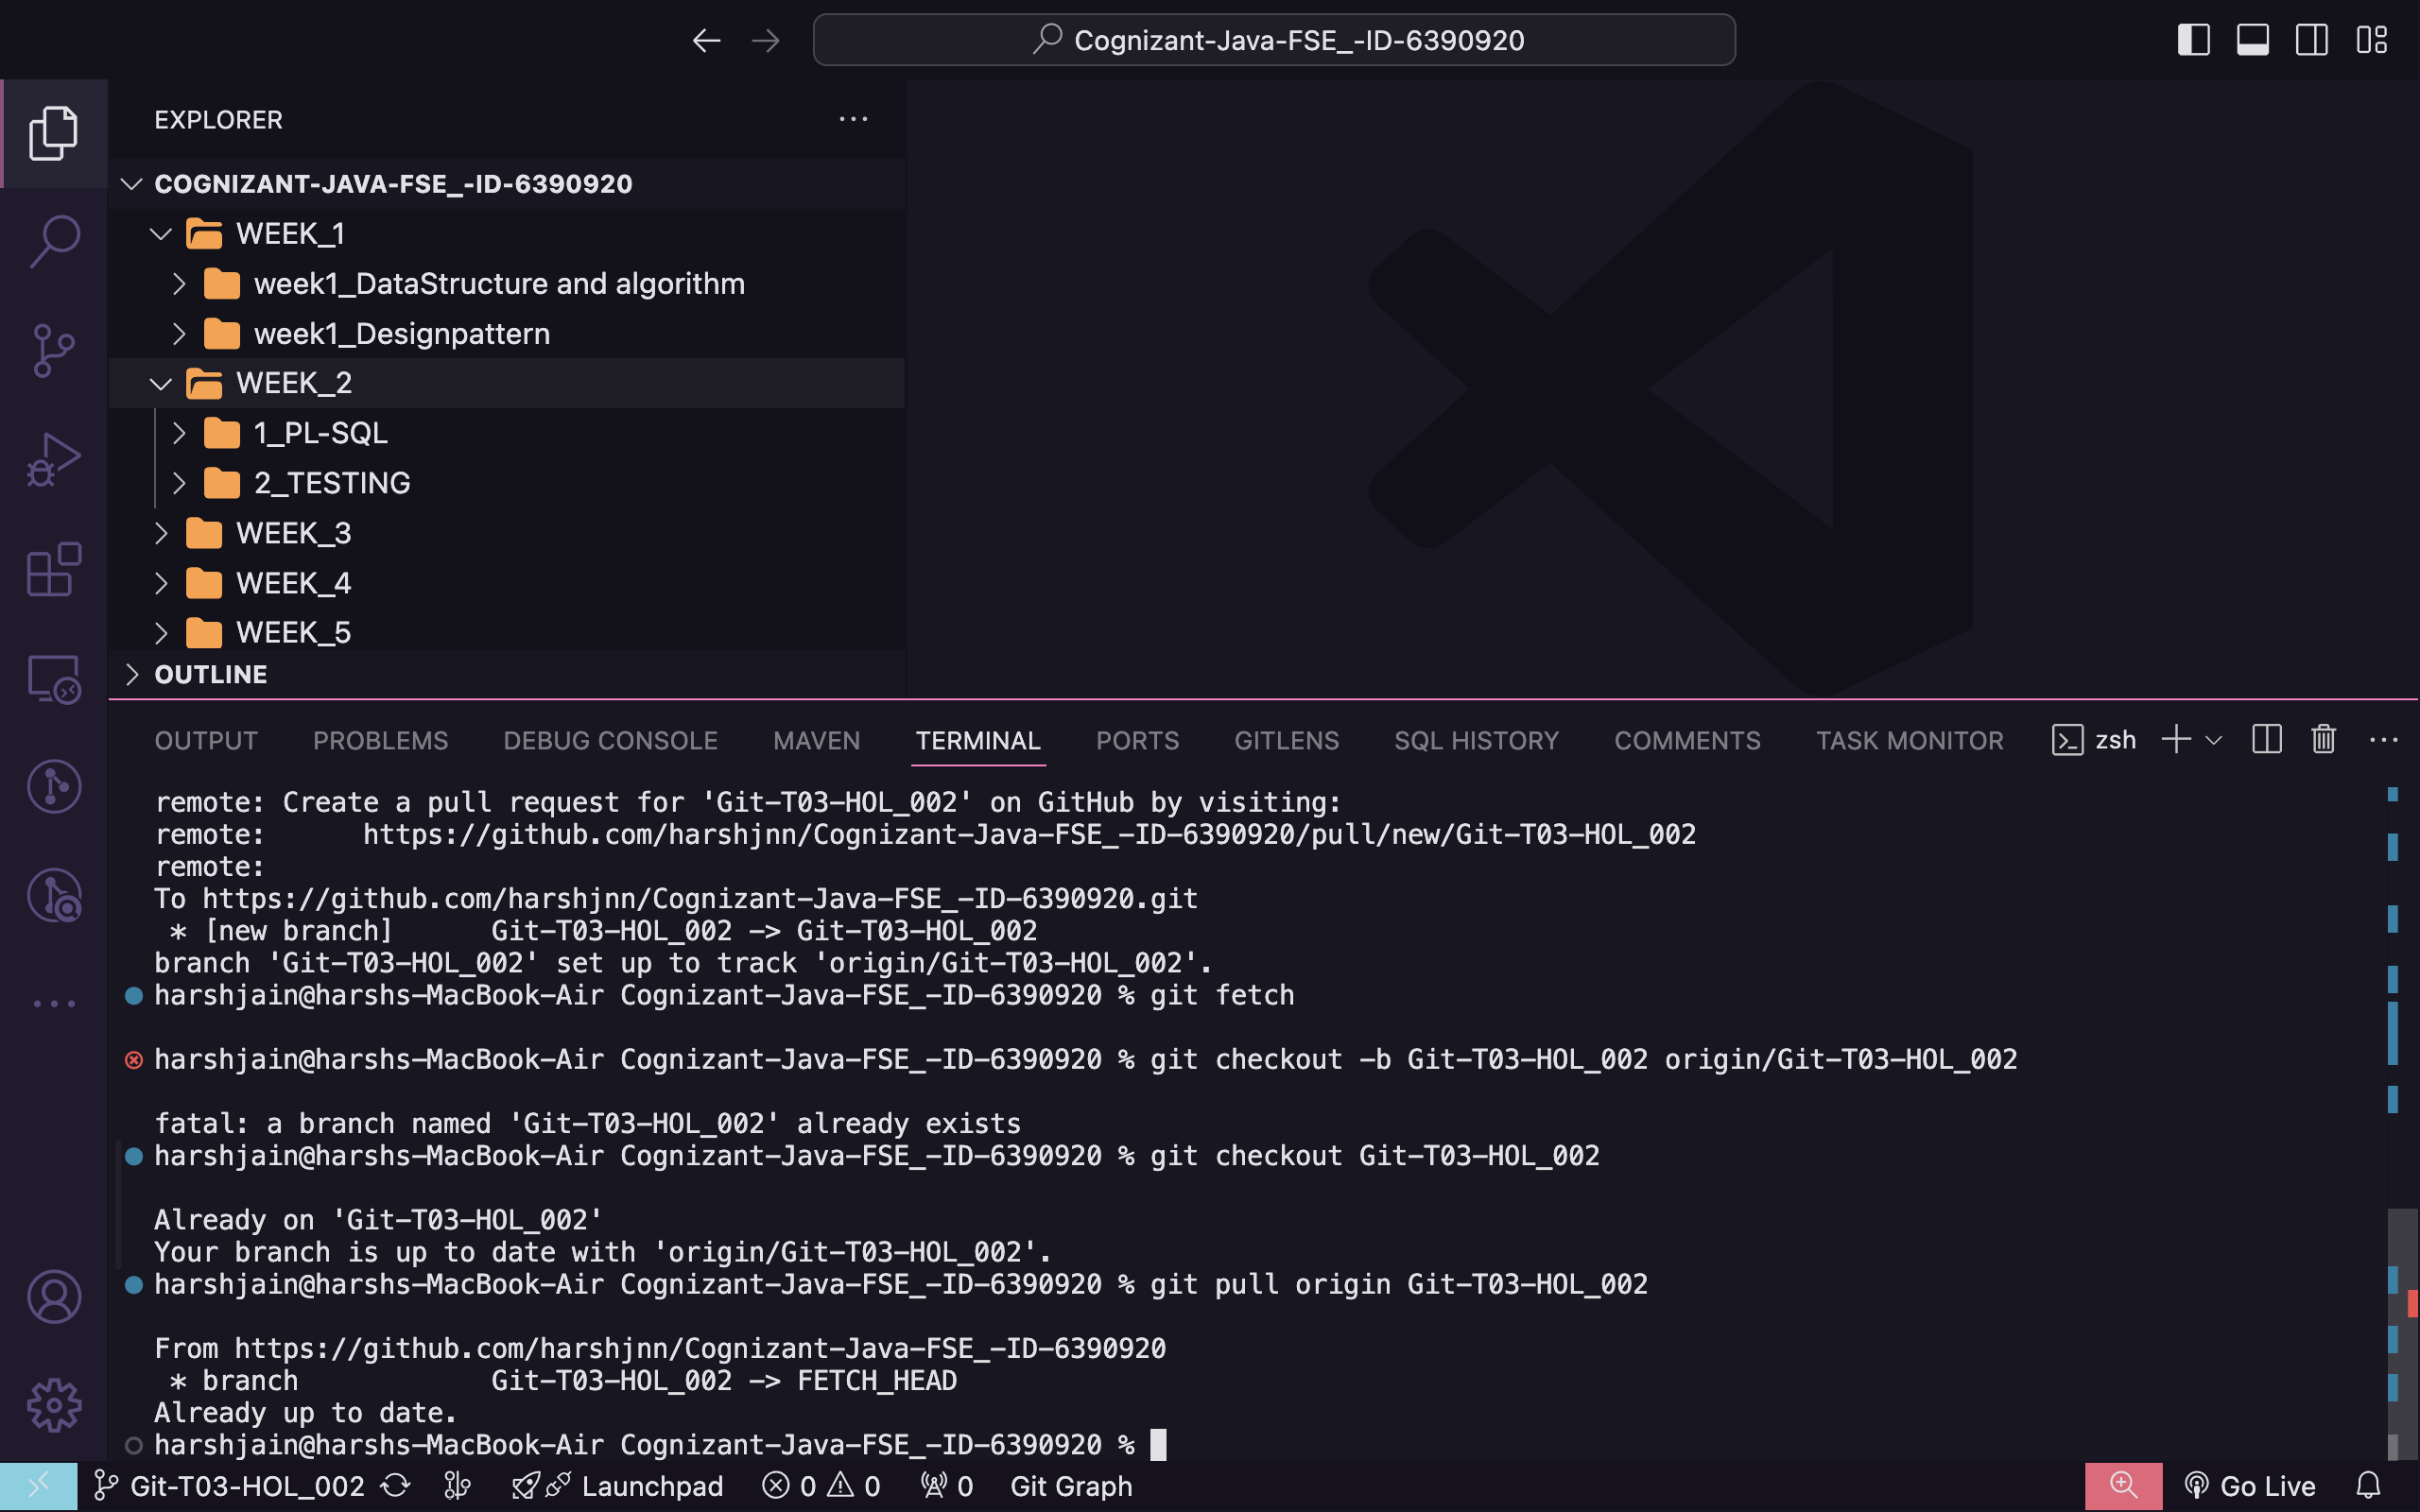 Cognizant-Java-FSE_-ID-6390920
EXPLORER
COGNIZANT-JAVA-FSE_-ID-6390920
WEEK_1
week1_DataStructure and algorithm
week1_Designpattern
WEEK_2
1_PL-SQL
2_TESTING
WEEK_3
WEEK_4
WEEK_5
OUTLINE
OUTPUT PROBLEMS DEBUG CONSOLE MAVEN TERMINAL PORTS GITLENS SQL HISTORY COMMENTS TASK MONITOR zsh
remote: Create a pull request for 'Git-T03-HOL_002' on GitHub by visiting:
remote:      https://github.com/harshjnn/Cognizant-Java-FSE_-ID-6390920/pull/new/Git-T03-HOL_002
remote:
To https://github.com/harshjnn/Cognizant-Java-FSE_-ID-6390920.git
 * [new branch]      Git-T03-HOL_002 -> Git-T03-HOL_002
branch 'Git-T03-HOL_002' set up to track 'origin/Git-T03-HOL_002'.
harshjain@harshs-MacBook-Air Cognizant-Java-FSE_-ID-6390920 % git fetch
harshjain@harshs-MacBook-Air Cognizant-Java-FSE_-ID-6390920 % git checkout -b Git-T03-HOL_002 origin/Git-T03-HOL_002
fatal: a branch named 'Git-T03-HOL_002' already exists
harshjain@harshs-MacBook-Air Cognizant-Java-FSE_-ID-6390920 % git checkout Git-T03-HOL_002
Already on 'Git-T03-HOL_002'
Your branch is up to date with 'origin/Git-T03-HOL_002'.
harshjain@harshs-MacBook-Air Cognizant-Java-FSE_-ID-6390920 % git pull origin Git-T03-HOL_002
From https://github.com/harshjnn/Cognizant-Java-FSE_-ID-6390920
 * branch            Git-T03-HOL_002 -> FETCH_HEAD
Already up to date.
harshjain@harshs-MacBook-Air Cognizant-Java-FSE_-ID-6390920 %
Git-T03-HOL_002 Launchpad 0 0 0 Git Graph Go Live